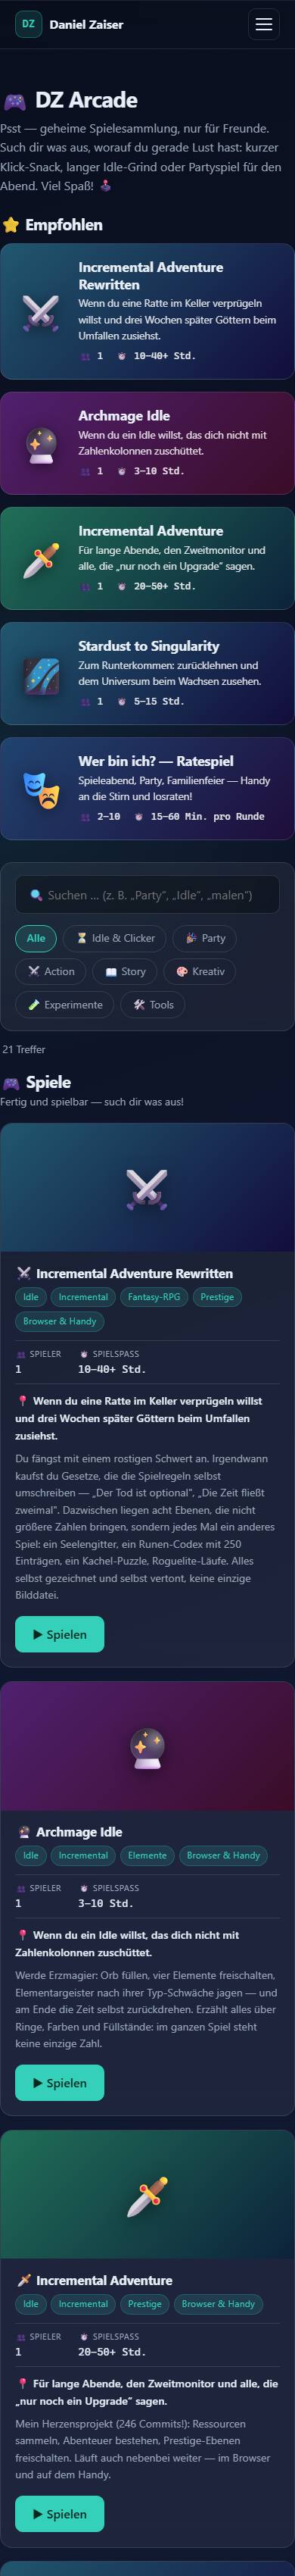 DZ Daniel Zaiser
DZ Arcade
Psst — geheime Spielesammlung, nur für Freunde.
Such dir was aus, worauf du gerade Lust hast: kurzer
Klick-Snack, langer Idle-Grind oder Partyspiel für den
Abend. Viel Spaß!
Empfohlen
Incremental Adventure
Rewritten
Wenn du eine Ratte im Keller verprügeln
willst und drei Wochen später Göttern beim
Umfallen zusiehst.
1 10–40+ Std.
Archmage Idle
Wenn du ein Idle willst, das dich nicht mit
Zahlenkolonnen zuschüttet.
1 3–10 Std.
Incremental Adventure
Für lange Abende, den Zweitmonitor und
alle, die „nur noch ein Upgrade“ sagen.
1 20–50+ Std.
Stardust to Singularity
Zum Runterkommen: zurücklehnen und
dem Universum beim Wachsen zusehen.
1 5–15 Std.
Wer bin ich? — Ratespiel
Spieleabend, Party, Familienfeier — Handy
an die Stirn und losraten!
2–10 15–60 Min. pro Runde
Suchen … (z. B. „Party“, „Idle“, „malen“)
Alle Idle & Clicker Party
Action Story Kreativ
Experimente Tools
21 Treffer
Spiele
Fertig und spielbar — such dir was aus!
Incremental Adventure Rewritten
Idle Incremental Fantasy-RPG Prestige
Browser & Handy
SPIELER SPIELSPASS
1 10–40+ Std.
Wenn du eine Ratte im Keller verprügeln willst
und drei Wochen später Göttern beim Umfallen
zusiehst.
Du fängst mit einem rostigen Schwert an. Irgendwann
kaufst du Gesetze, die die Spielregeln selbst
umschreiben — „Der Tod ist optional“, „Die Zeit fließt
zweimal“. Dazwischen liegen acht Ebenen, die nicht
größere Zahlen bringen, sondern jedes Mal ein anderes
Spiel: ein Seelengitter, ein Runen-Codex mit 250
Einträgen, ein Kachel-Puzzle, Roguelite-Läufe. Alles
selbst gezeichnet und selbst vertont, keine einzige
Bilddatei.
▶ Spielen
Archmage Idle
Idle Incremental Elemente Browser & Handy
SPIELER SPIELSPASS
1 3–10 Std.
Wenn du ein Idle willst, das dich nicht mit
Zahlenkolonnen zuschüttet.
Werde Erzmagier: Orb füllen, vier Elemente freischalten,
Elementargeister nach ihrer Typ-Schwäche jagen — und
am Ende die Zeit selbst zurückdrehen. Erzählt alles über
Ringe, Farben und Füllstände: im ganzen Spiel steht
keine einzige Zahl.
▶ Spielen
Incremental Adventure
Idle Incremental Prestige Browser & Handy
SPIELER SPIELSPASS
1 20–50+ Std.
Für lange Abende, den Zweitmonitor und alle, die
„nur noch ein Upgrade“ sagen.
Mein Herzensprojekt (246 Commits!): Ressourcen
sammeln, Abenteuer bestehen, Prestige-Ebenen
freischalten. Läuft auch nebenbei weiter — im Browser
und auf dem Handy.
▶ Spielen